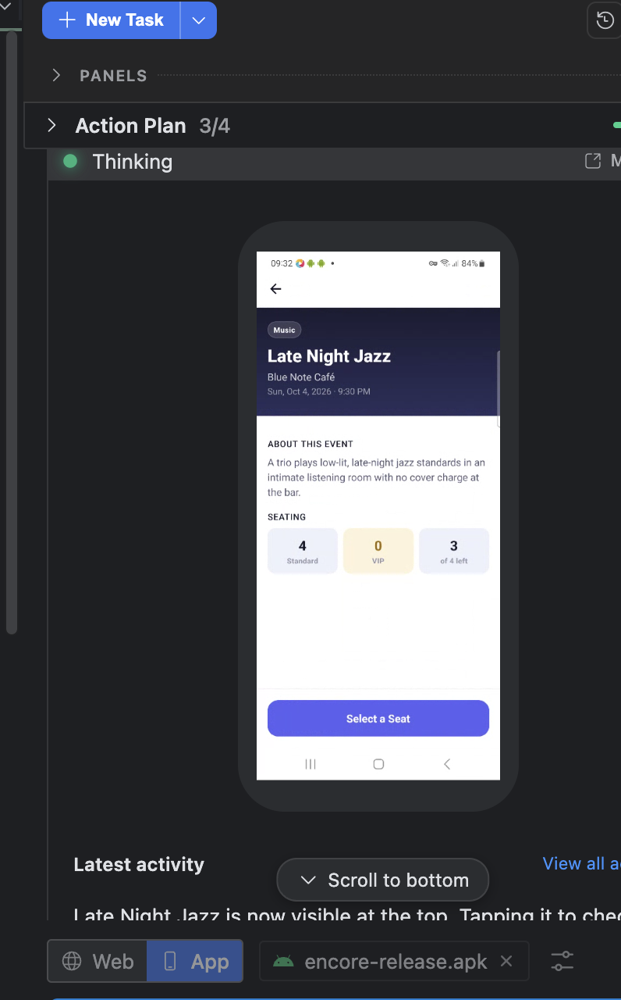 New Task
PANELS
Action Plan 3/4
Thinking
09:32
84%
Music
Late Night Jazz
Blue Note Café
Sun, Oct 4, 2026 · 9:30 PM
ABOUT THIS EVENT
A trio plays low-lit, late-night jazz standards in an
intimate listening room with no cover charge at
the bar.
SEATING
4 0 3
Standard VIP of 4 left
Select a Seat
Latest activity
Scroll to bottom
View all
Late Night Jazz is now visible at the top. Tapping it to
Web App encore-release.apk